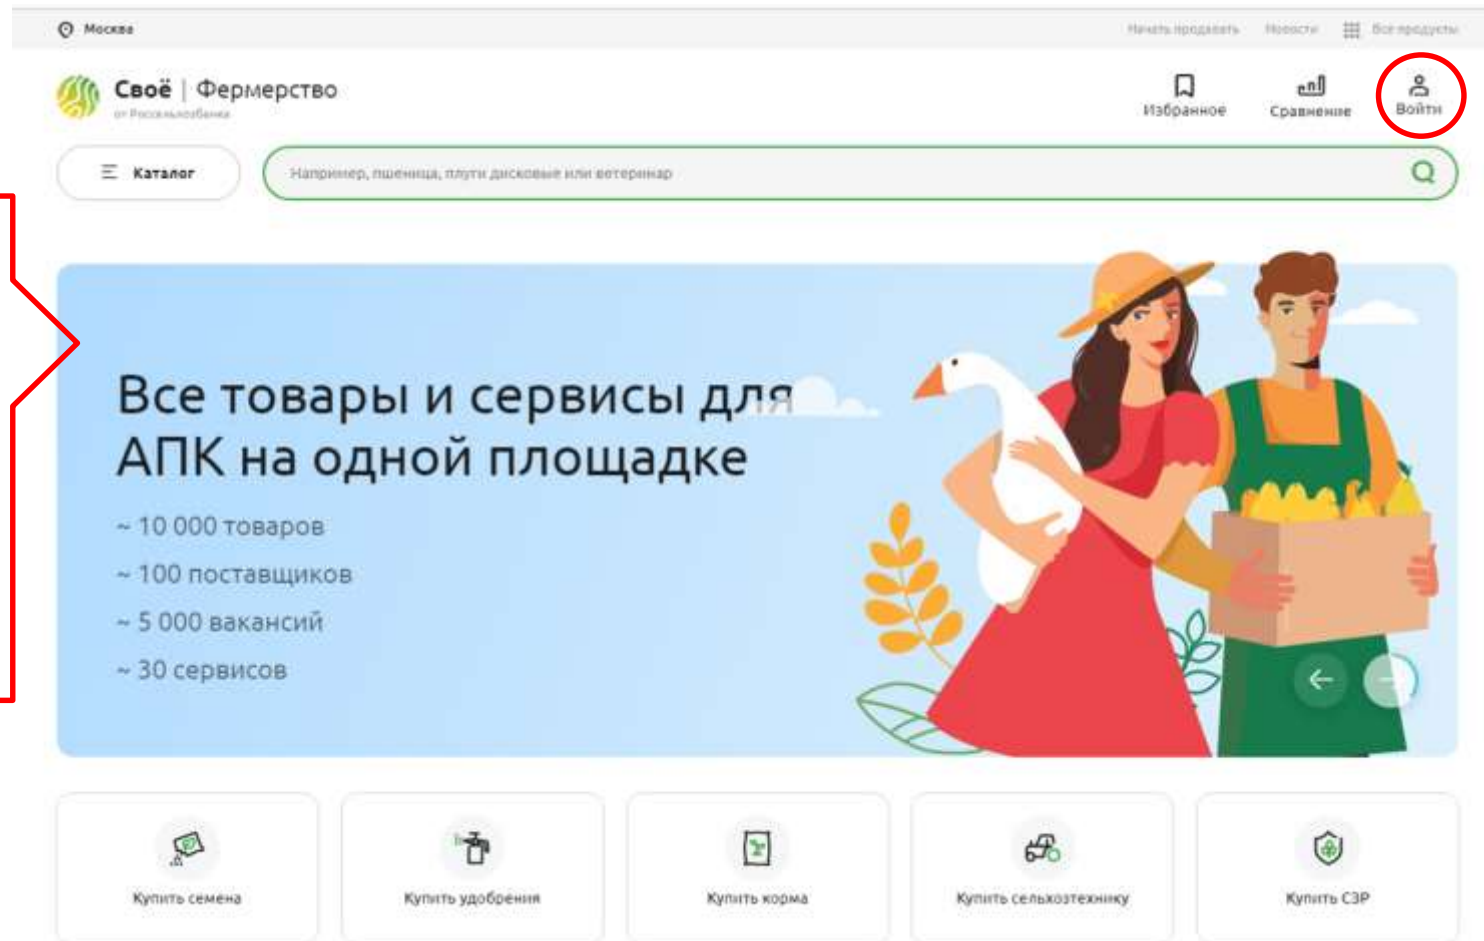 Москва
Начать продавать Новости Все продукты
Своё | Фермерство
от Россельхозбанка
Избранное Сравнение Войти
Каталог
Например, пшеница, плуги дисковые или ветеринар
Все товары и сервисы для
АПК на одной площадке
~ 10 000 товаров
~ 100 поставщиков
~ 5 000 вакансий
~ 30 сервисов
Купить семена
Купить удобрения
Купить корма
Купить сельхозтехнику
Купить СЗР